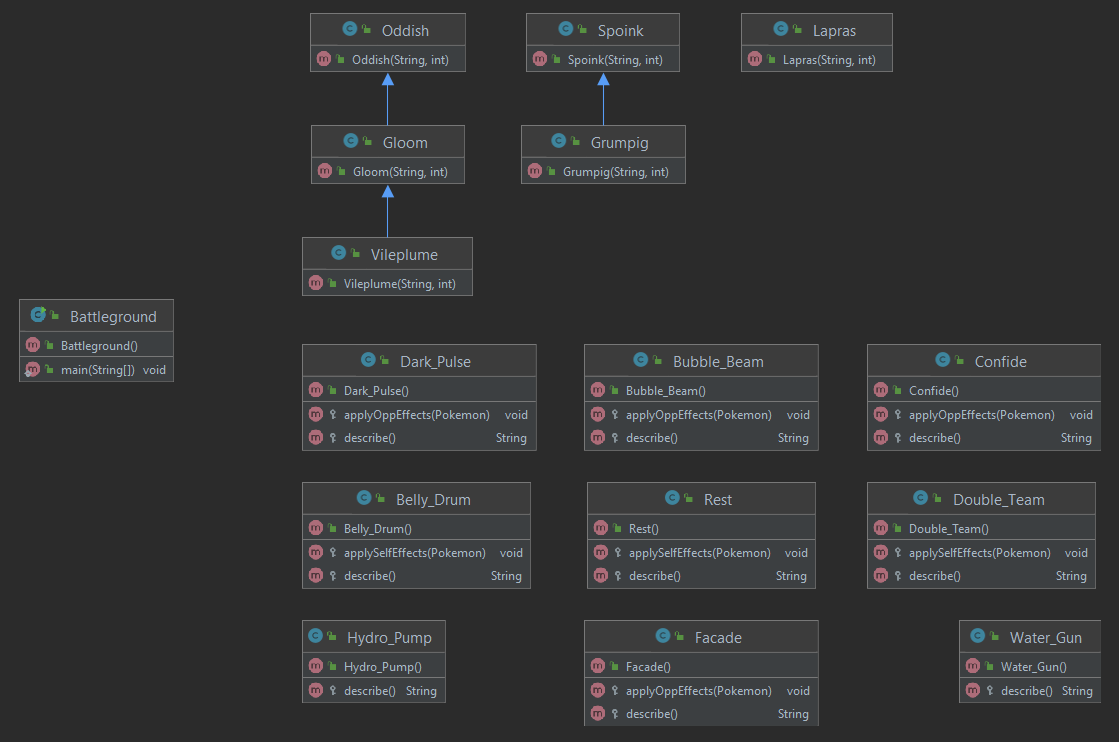 Oddish
Oddish(String, int)
Spoink
Spoink(String, int)
Lapras
Lapras(String, int)
Gloom
Gloom(String, int)
Grumpig
Grumpig(String, int)
Vileplume
Vileplume(String, int)
Battleground
Battleground()
main(String[]) void
Dark_Pulse
Dark_Pulse()
applyOppEffects(Pokemon) void
describe() String
Bubble_Beam
Bubble_Beam()
applyOppEffects(Pokemon) void
describe() String
Confide
Confide()
applyOppEffects(Pokemon) void
describe() String
Belly_Drum
Belly_Drum()
applySelfEffects(Pokemon) void
describe() String
Rest
Rest()
applySelfEffects(Pokemon) void
describe() String
Double_Team
Double_Team()
applySelfEffects(Pokemon) void
describe() String
Hydro_Pump
Hydro_Pump()
describe() String
Facade
Facade()
applyOppEffects(Pokemon) void
describe() String
Water_Gun
Water_Gun()
describe() String